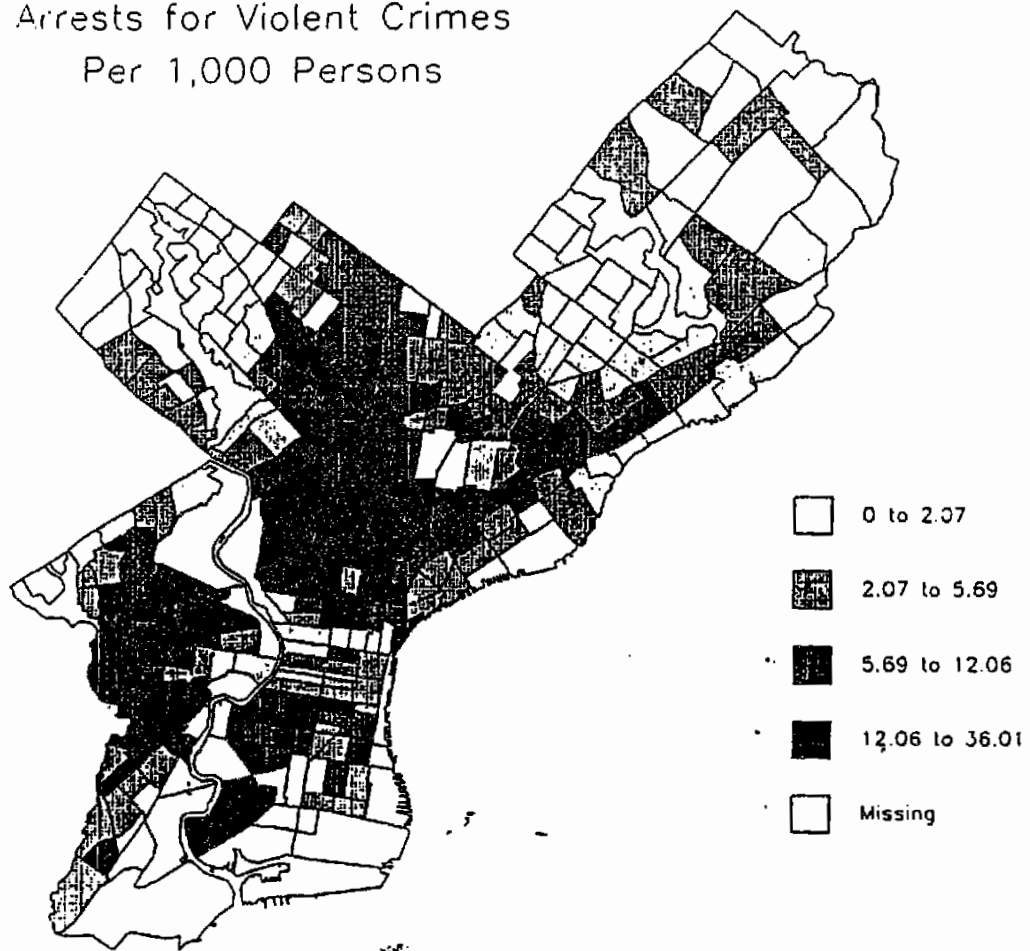 Arrests for Violent Crimes
Per 1,000 Persons
0 to 2.07
2.07 to 5.69
5.69 to 12.06
12.06 to 36.01
Missing